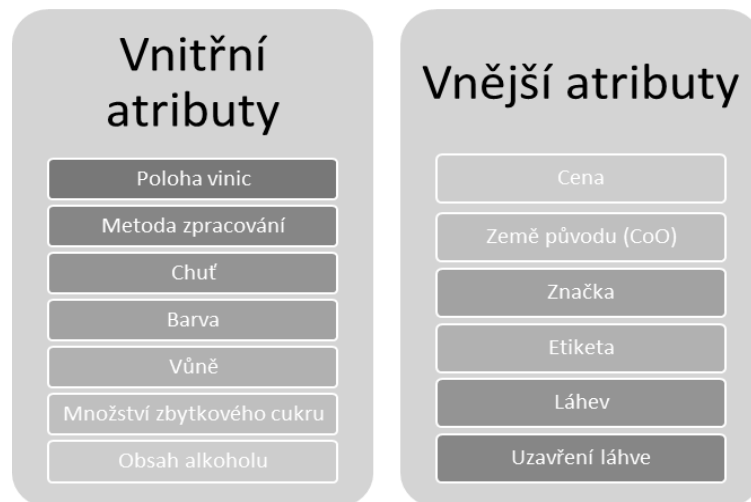 Vnitřní
atributy
Poloha vinic
Metoda zpracování
Chuť
Barva
Vůně
Množství zbytkového cukru
Obsah alkoholu
Vnější atributy
Cena
Země původu (CoO)
Značka
Etiketa
Láhev
Uzavření láhve